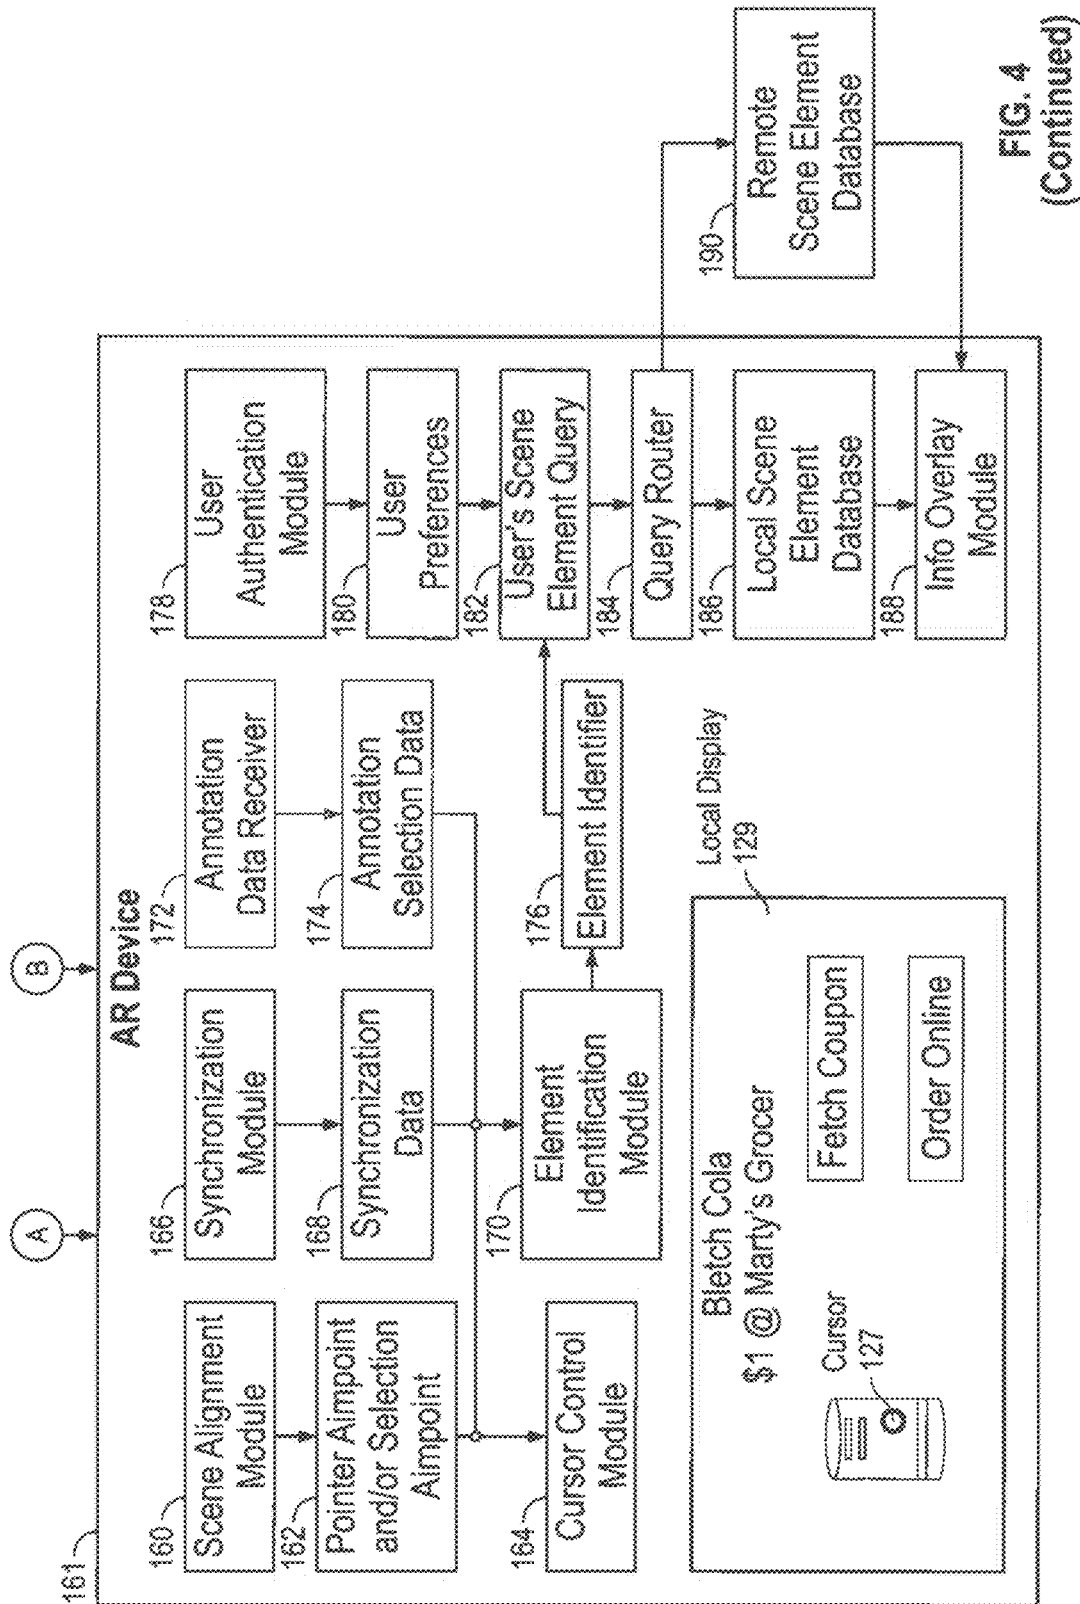 A
B
161
AR Device
160
Scene Alignment
Module
162
Pointer Aimpoint
and/or Selection
Aimpoint
164
Cursor Control
Module
166
Synchronization
Module
168
Synchronization
Data
170
Element
Identification
Module
172
Annotation
Data Receiver
174
Annotation
Selection Data
176
Element Identifier
178
User
Authentication
Module
180
User
Preferences
182
User's Scene
Element Query
184
Query Router
186
Local Scene
Element
Database
188
Info Overlay
Module
190
Remote
Scene Element
Database
Local Display
129
Bletch Cola
$1 @ Marty's Grocer
Cursor
127
Fetch Coupon
Order Online
FIG. 4
(Continued)